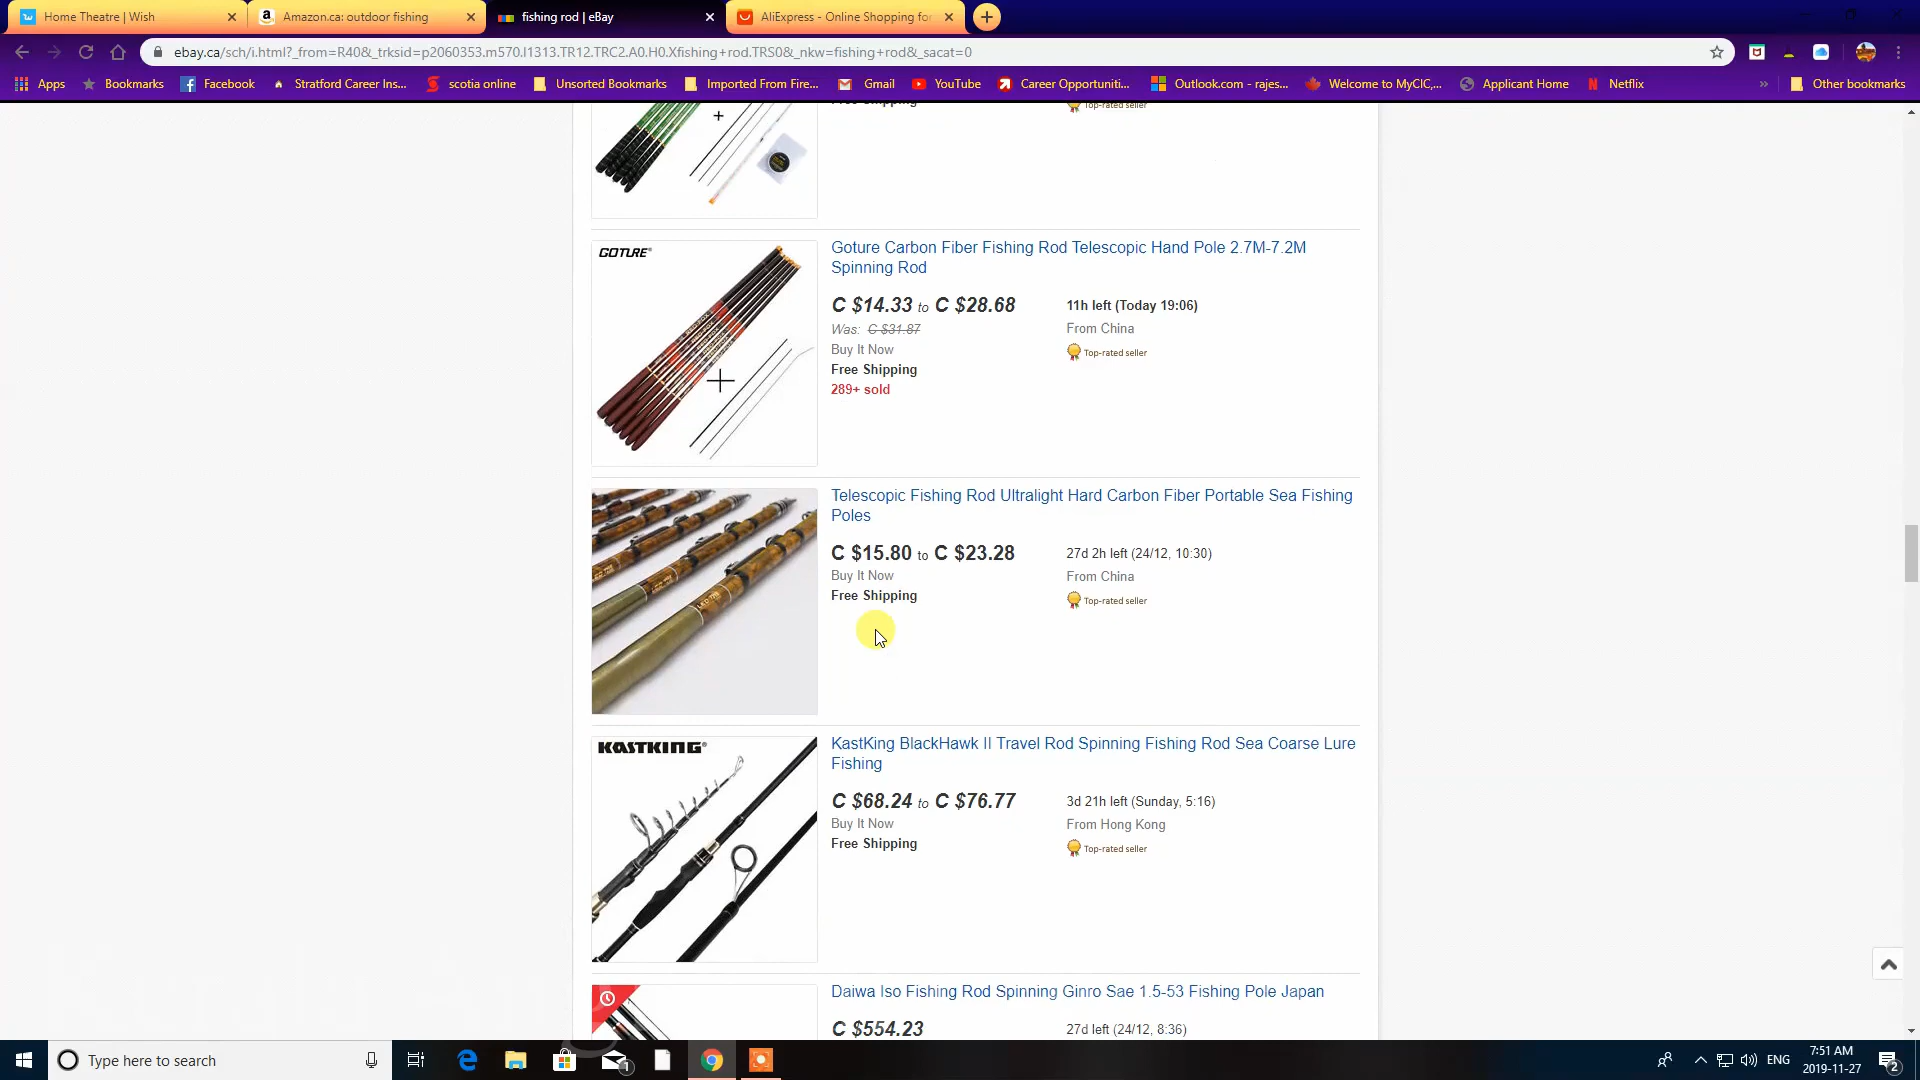 Home Theatre | Wish
Amazon.ca: outdoor fishing
fishing rod | eBay
AliExpress - Online Shopping for
ebay.ca/sch/i.html?_from=R40&_trksid=p2060353.m570.l1313.TR12.TRC2.A0.H0.Xfishing+rod.TRS0&_nkw=fishing+rod&_sacat=0
Apps
Bookmarks
Facebook
Stratford Career Ins...
scotia online
Unsorted Bookmarks
Imported From Fire...
Gmail
YouTube
Career Opportuniti...
Outlook.com - rajes...
Welcome to MyCIC,...
Applicant Home
Netflix
»
Other bookmarks
Free Shipping
Top-rated seller
GOTURE
Goture Carbon Fiber Fishing Rod Telescopic Hand Pole 2.7M-7.2M
Spinning Rod
C $14.33 to C $28.68
11h left (Today 19:06)
Was: C $31.87
From China
Buy It Now
Top-rated seller
Free Shipping
289+ sold
Telescopic Fishing Rod Ultralight Hard Carbon Fiber Portable Sea Fishing
Poles
C $15.80 to C $23.28
27d 2h left (24/12, 10:30)
Buy It Now
From China
Free Shipping
Top-rated seller
KASTKING
KastKing BlackHawk II Travel Rod Spinning Fishing Rod Sea Coarse Lure
Fishing
C $68.24 to C $76.77
3d 21h left (Sunday, 5:16)
Buy It Now
From Hong Kong
Free Shipping
Top-rated seller
Daiwa Iso Fishing Rod Spinning Ginro Sae 1.5-53 Fishing Pole Japan
C $554.23
27d left (24/12, 8:36)
Type here to search
1
ENG
7:51 AM
2019-11-27
2